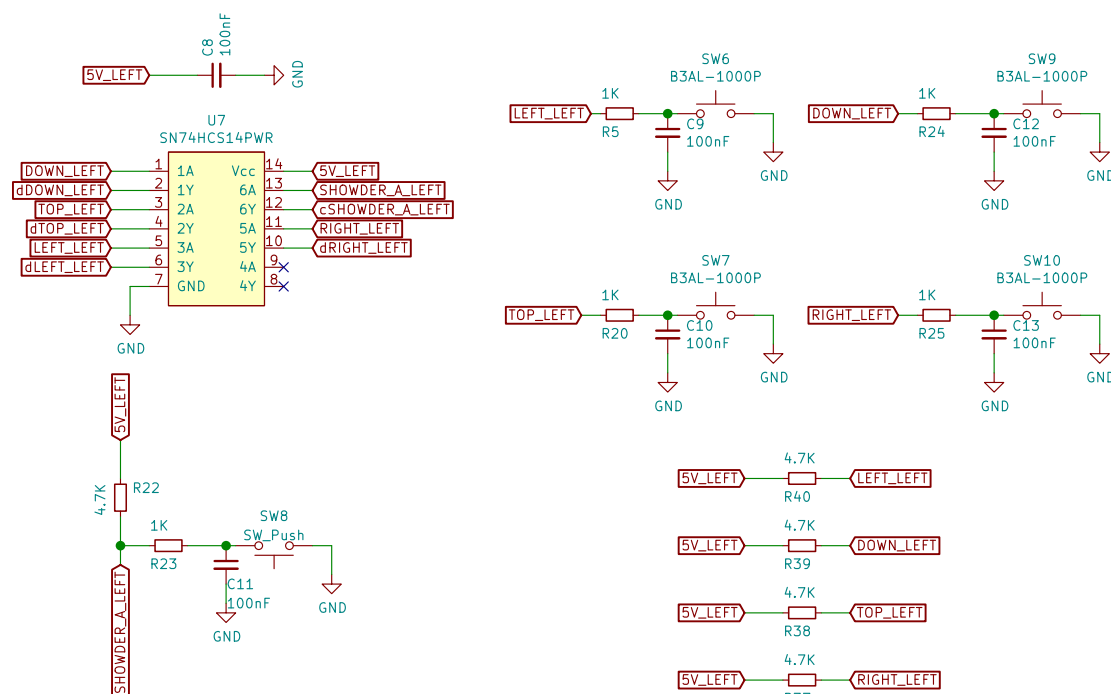 C8
100nF
5V_LEFT
GND
U7
SN74HCS14PWR
DOWN_LEFT 1 1A Vcc 14 5V_LEFT
dDOWN_LEFT 2 1Y 6A 13 SHOWDER_A_LEFT
TOP_LEFT 3 2A 6Y 12 cSHOWDER_A_LEFT
dTOP_LEFT 4 2Y 5A 11 RIGHT_LEFT
LEFT_LEFT 5 3A 5Y 10 dRIGHT_LEFT
dLEFT_LEFT 6 3Y 4A 9
7 GND 4Y 8
GND
SW6
B3AL-1000P
1K
LEFT_LEFT
R5
C9
100nF
GND
GND
SW9
B3AL-1000P
1K
DOWN_LEFT
R24
C12
100nF
GND
GND
SW7
B3AL-1000P
1K
TOP_LEFT
R20
C10
100nF
GND
GND
SW10
B3AL-1000P
1K
RIGHT_LEFT
R25
C13
100nF
GND
GND
5V_LEFT
4.7K
R22
1K
R23
SW8
SW_Push
C11
100nF
GND
GND
SHOWDER_A_LEFT
4.7K
5V_LEFT LEFT_LEFT
R40
4.7K
5V_LEFT DOWN_LEFT
R39
4.7K
5V_LEFT TOP_LEFT
R38
4.7K
5V_LEFT RIGHT_LEFT